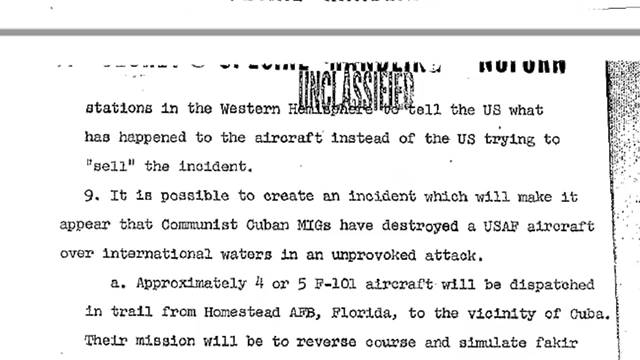 SPECIAL HANDLING NOFORN
UNCLASSIFIED
stations in the Western Hemisphere to tell the US what
has happened to the aircraft instead of the US trying to
"sell" the incident.
9. It is possible to create an incident which will make it
appear that Communist Cuban MIGs have destroyed a USAF aircraft
over international waters in an unprovoked attack.
a. Approximately 4 or 5 F-101 aircraft will be dispatched
in trail from Homestead AFB, Florida, to the vicinity of Cuba.
Their mission will be to reverse course and simulate fakir